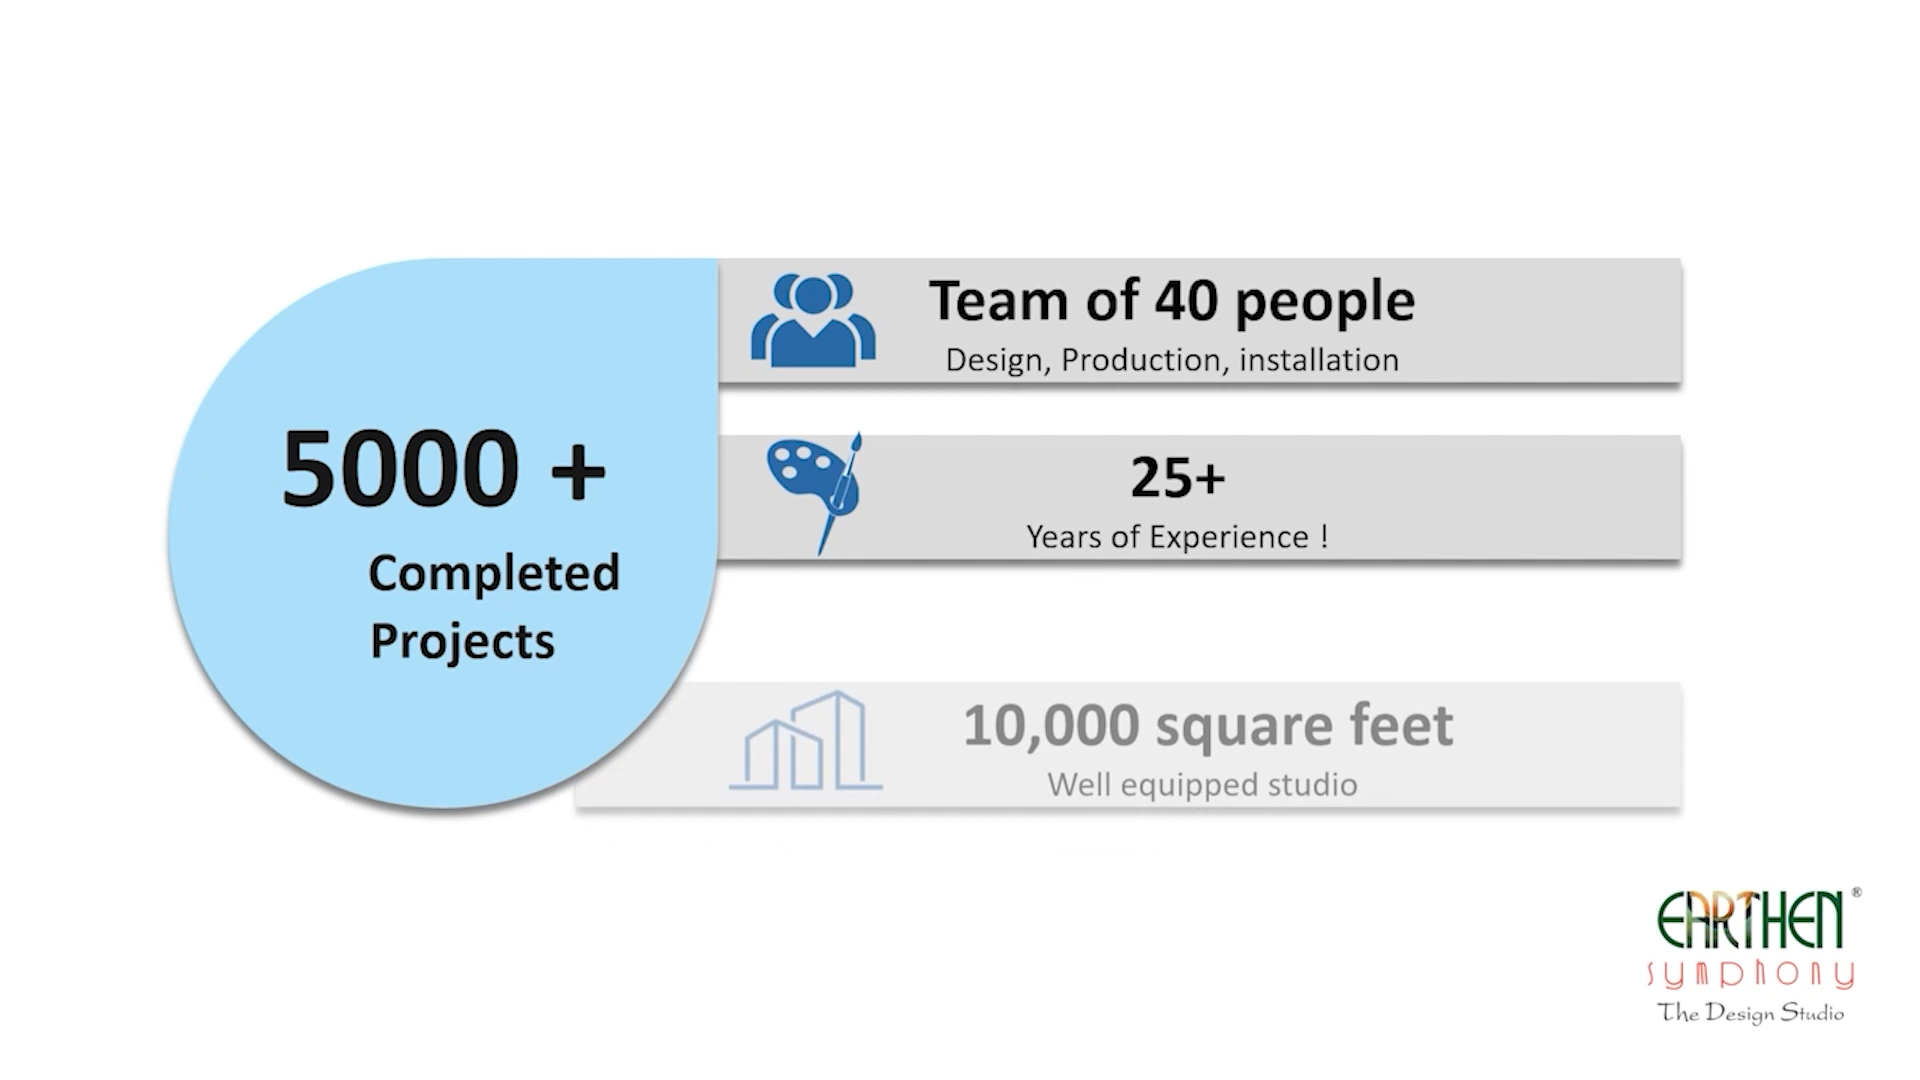 5000 +
Completed
Projects
Team of 40 people
Design, Production, installation
25+
Years of Experience !
10,000 square feet
Well equipped studio
EARTHEN®
symphony
The Design Studio